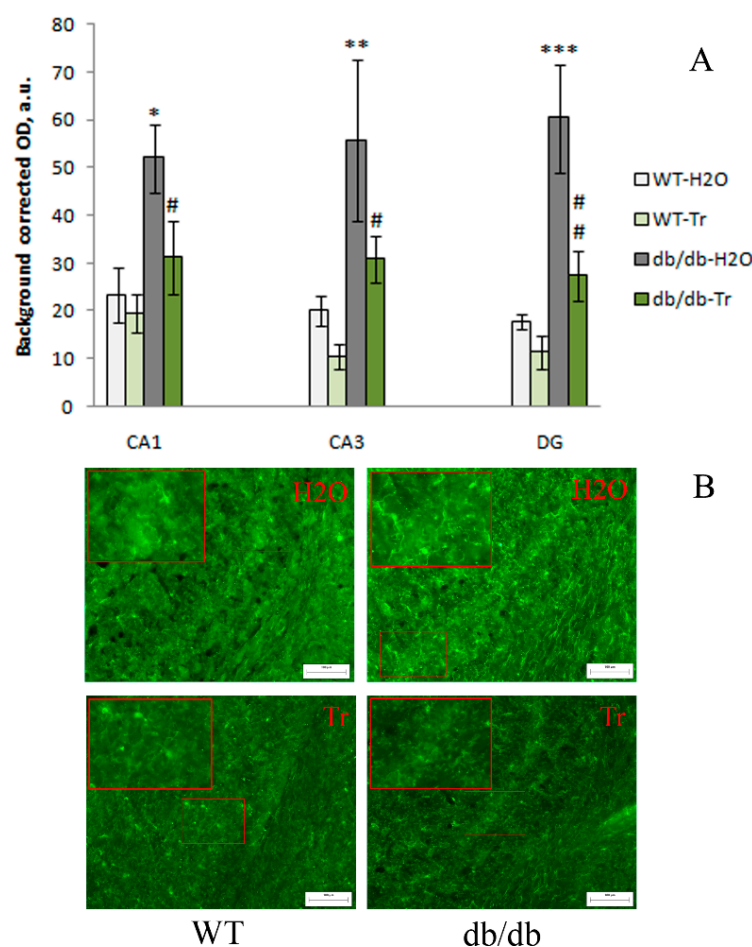 A
Background corrected OD, a.u.
80
70
60
50
40
30
20
10
0
*
#
**
#
***
#
#
CA1
CA3
DG
WT-H2O
WT-Tr
db/db-H2O
db/db-Tr
B
H2O
H2O
Tr
Tr
WT
db/db